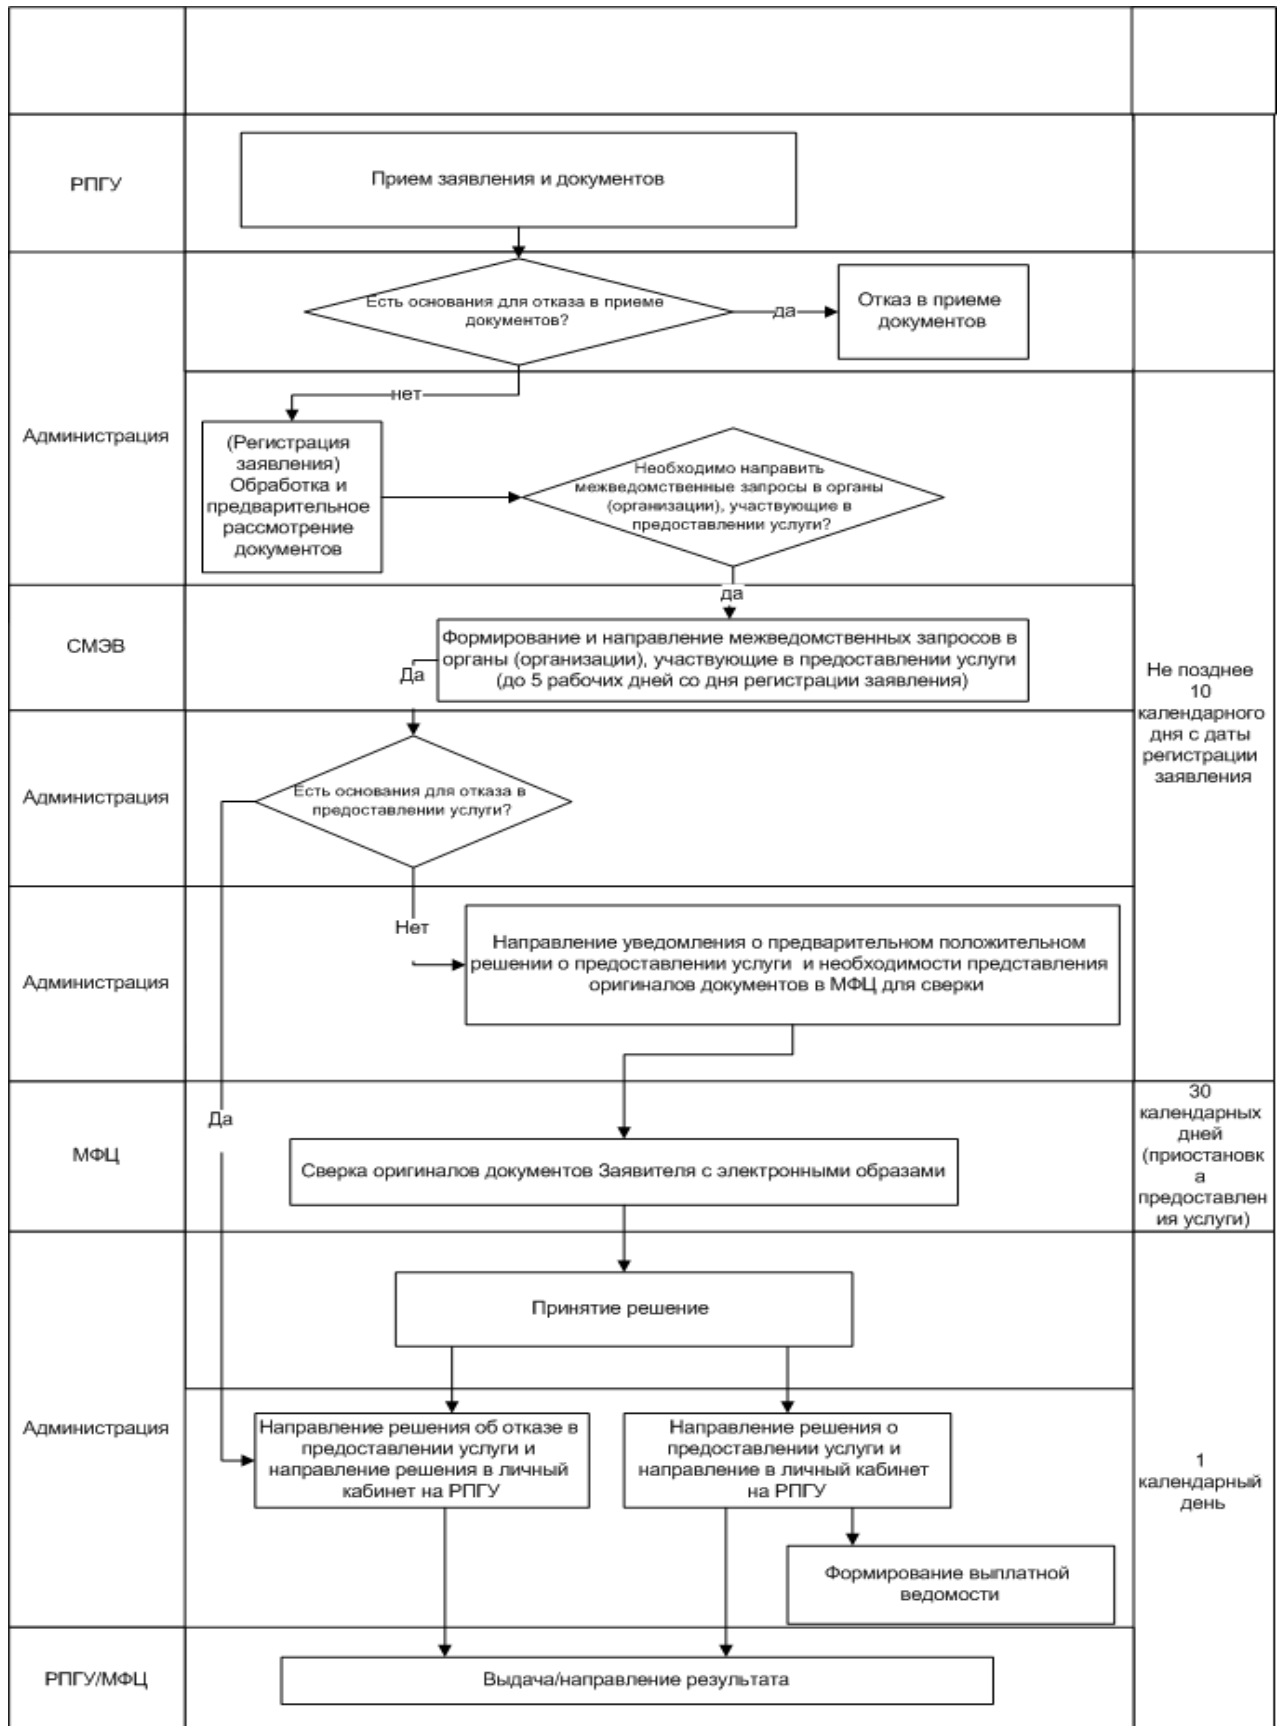 РПГУ
Прием заявления и документов
Есть основания для отказа в приеме
документов?
да
Отказ в приеме
документов
нет
Администрация
(Регистрация
заявления)
Обработка и
предварительное
рассмотрение
документов
Необходимо направить
межведомственные запросы в органы
(организации), участвующие в
предоставлении услуги?
да
СМЭВ
Формирование и направление межведомственных запросов в
органы (организации), участвующие в предоставлении услуги
(до 5 рабочих дней со дня регистрации заявления)
Да
Не позднее
10
календарного
дня с даты
регистрации
заявления
Администрация
Есть основания для отказа в
предоставлении услуги?
Нет
Администрация
Направление уведомления о предварительном положительном
решении о предоставлении услуги и необходимости представления
оригиналов документов в МФЦ для сверки
Да
МФЦ
Сверка оригиналов документов Заявителя с электронными образами
30
календарных
дней
(приостановк
а
предоставлен
ия услуги)
Принятие решение
Администрация
Направление решения об отказе в
предоставлении услуги и
направление решения в личный
кабинет на РПГУ
Направление решения о
предоставлении услуги и
направление в личный кабинет
на РПГУ
1
календарный
день
Формирование выплатной
ведомости
РПГУ/МФЦ
Выдача/направление результата